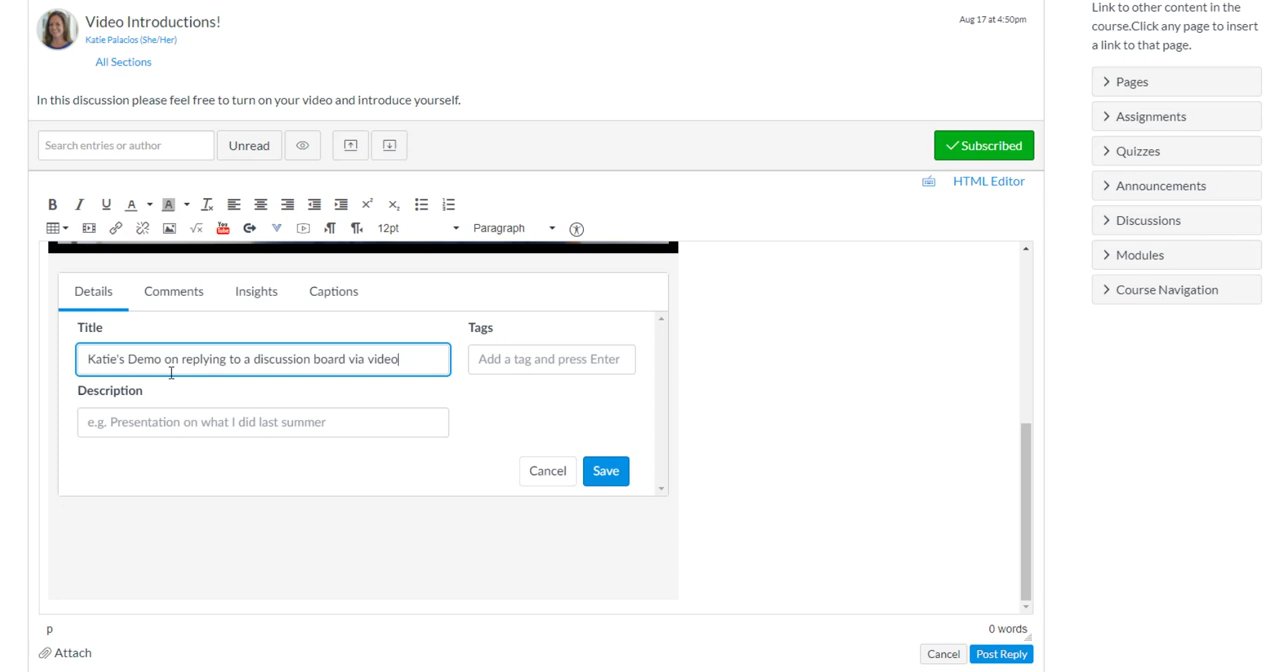 Video Introductions!
Katie Palacios (She/Her)
All Sections
Aug 17 at 4:50pm
In this discussion please feel free to turn on your video and introduce yourself.
Search entries or author
Unread
Subscribed
HTML Editor
B I U A A Tx x² x₂
√x You Tube 12pt Paragraph
Details Comments Insights Captions
Title
Tags
Katie's Demo on replying to a discussion board via video
Add a tag and press Enter
Description
e.g. Presentation on what I did last summer
Cancel Save
p
0 words
Attach
Cancel Post Reply
Link to other content in the
course.Click any page to insert
a link to that page.
Pages
Assignments
Quizzes
Announcements
Discussions
Modules
Course Navigation